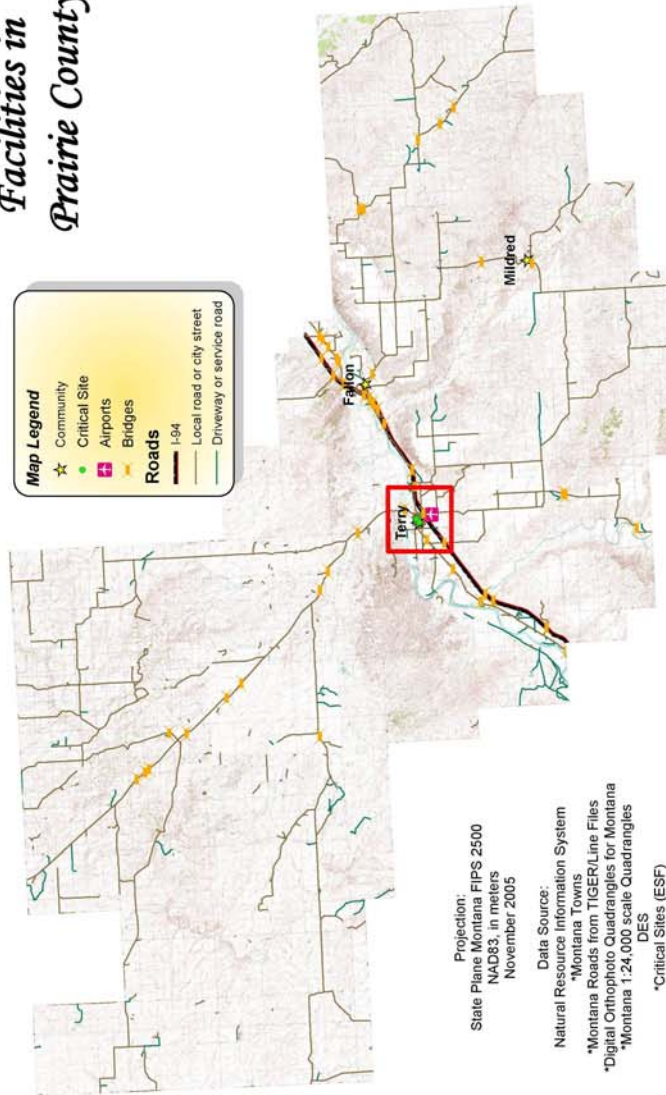 Facilities in
Prairie County
Map Legend
Community
Critical Site
Airports
Bridges
Roads
I-94
Local road or city street
Driveway or service road
Terry
Fallon
Mildred
Projection:
State Plane Montana FIPS 2500
NAD83, in meters
November 2005
Data Source:
Natural Resource Information System
*Montana Towns
*Montana Roads from TIGER/Line Files
*Digital Orthophoto Quadrangles for Montana
*Montana 1:24,000 scale Quadrangles
DES
*Critical Sites (ESF)